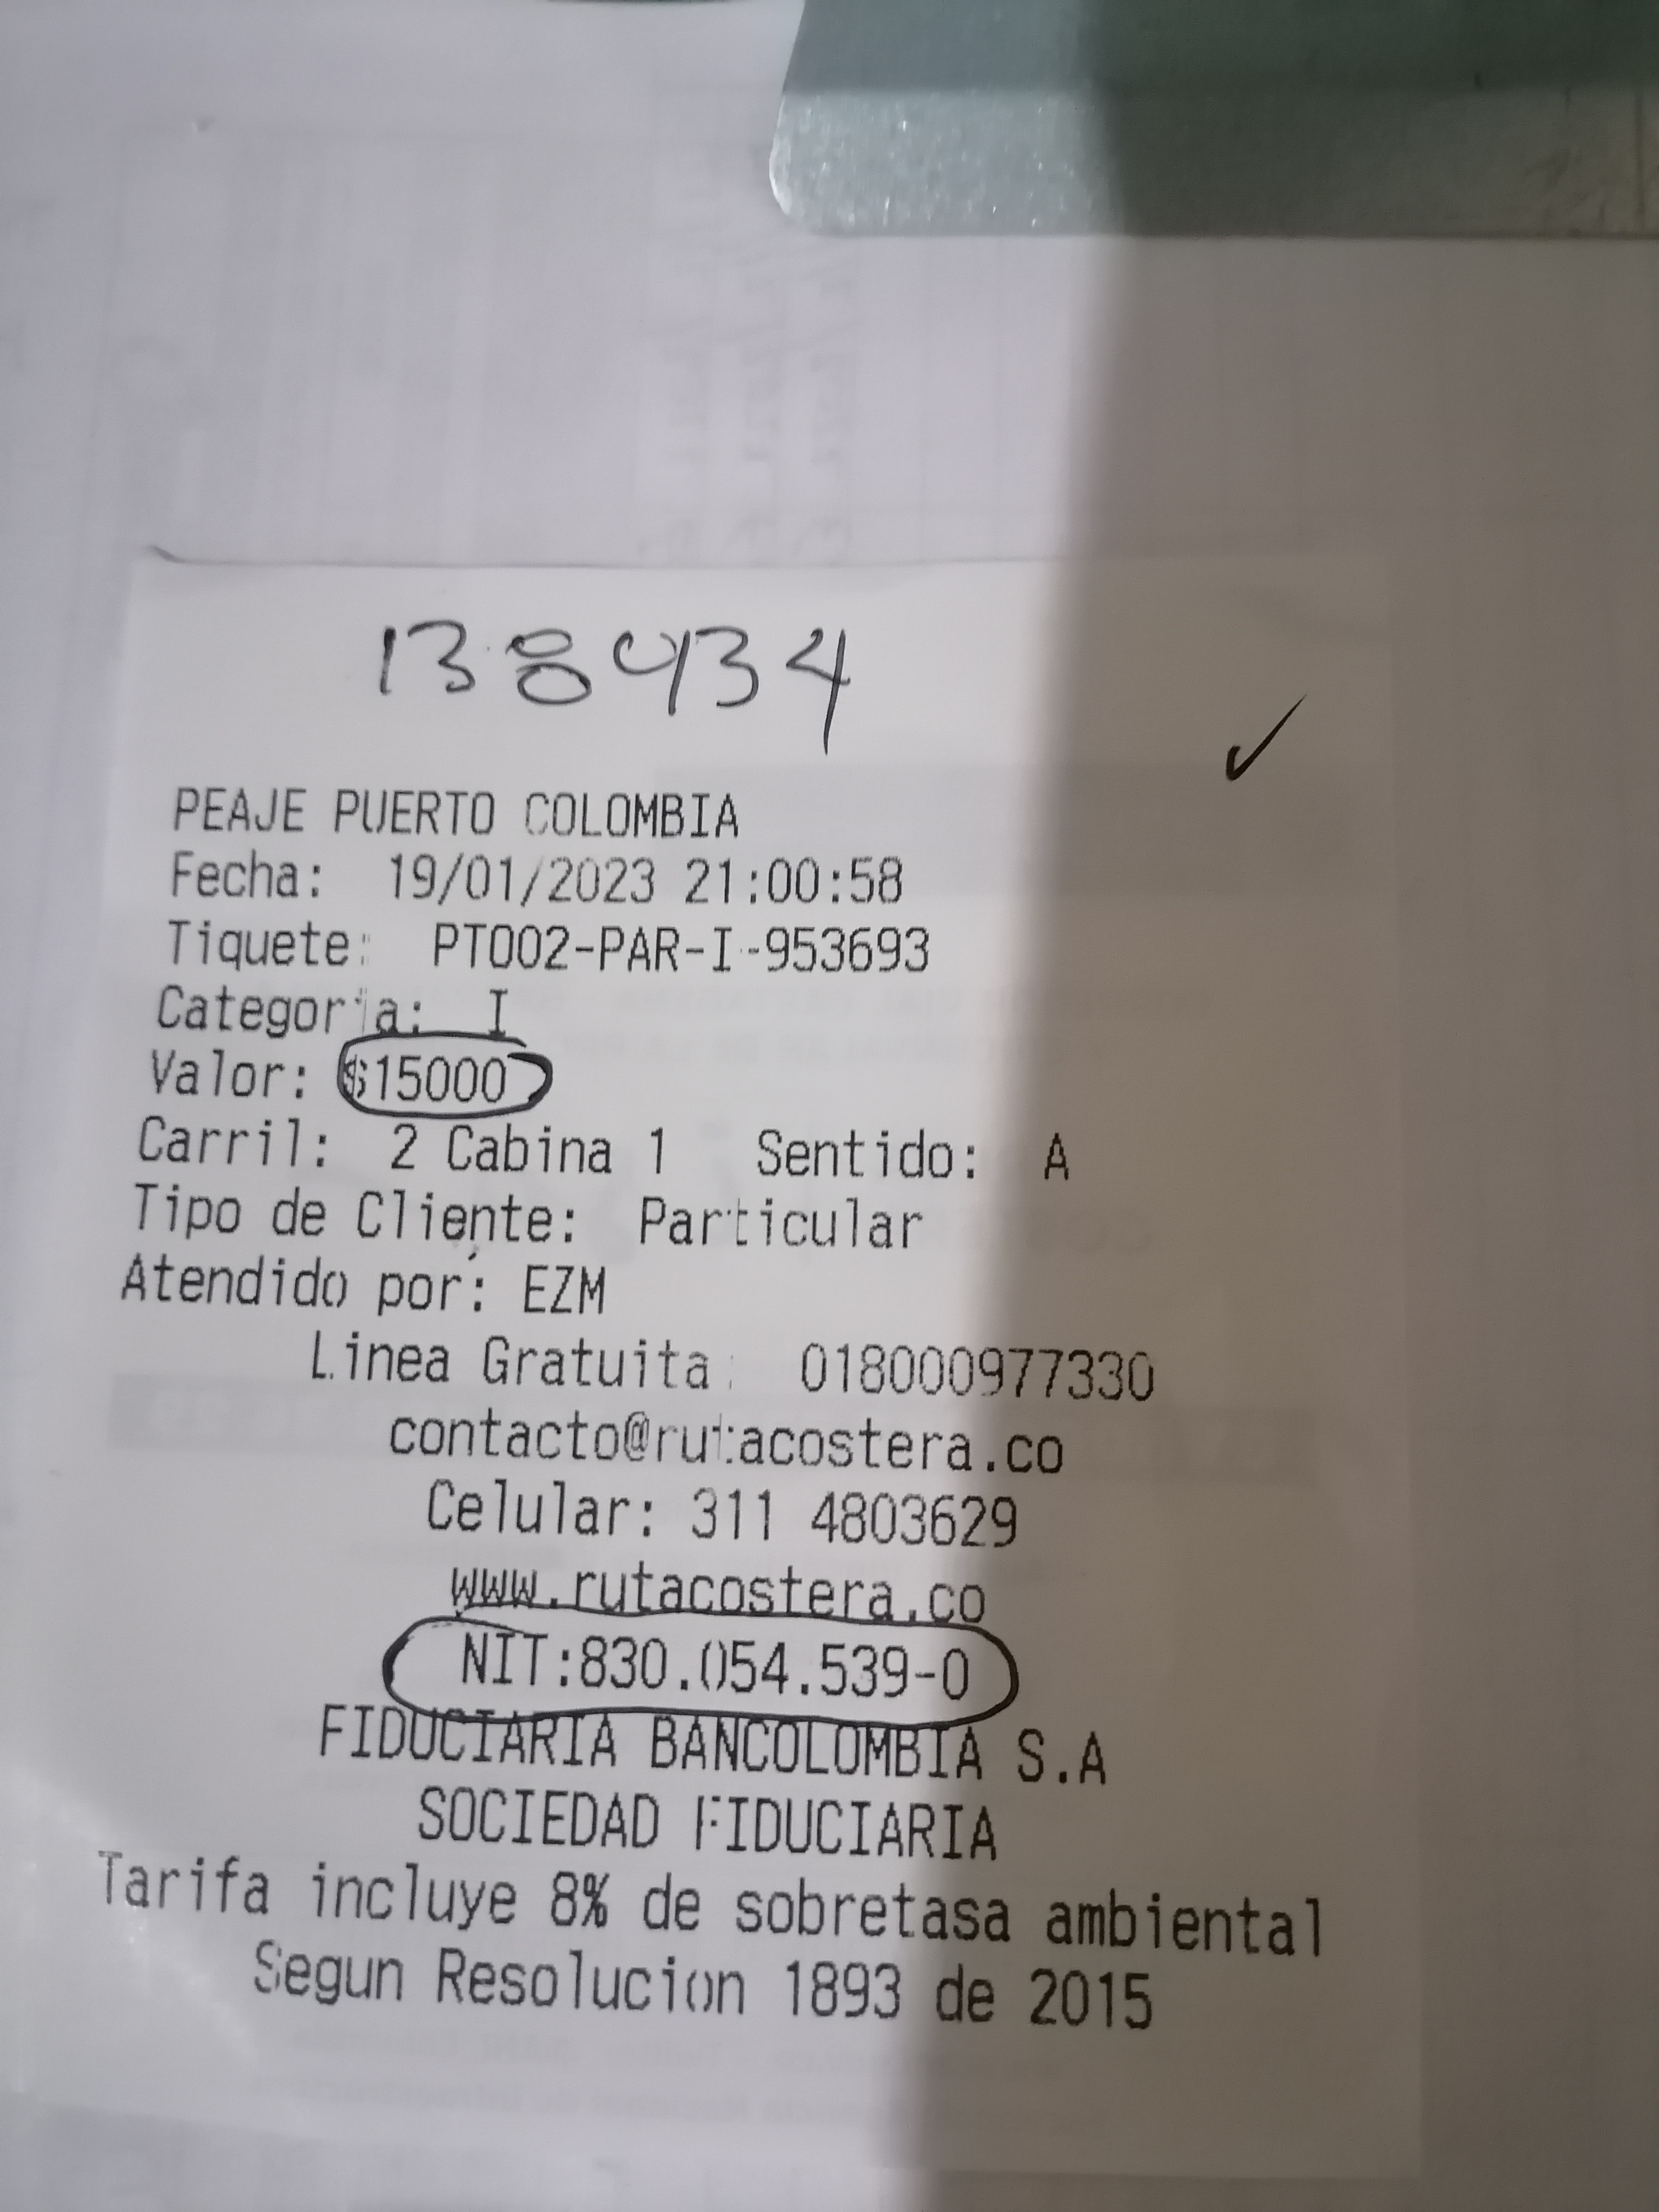 138434
PEAJE PUERTO COLOMBIA
Fecha: 19/01/2023 21:00:58
Tiquete: PT002-PAR-I-953693
Categoria: I
Valor: $15000
Carril: 2 Cabina 1 Sentido: A
Tipo de Cliente: Particular
Atendido por: EZM
Linea Gratuita: 018000977330
contacto@rutacostera.co
Celular: 311 4803629
www.rutacostera.co
NIT:830.054.539-0
FIDUCIARIA BANCOLOMBIA S.A
SOCIEDAD FIDUCIARIA
Tarifa incluye 8% de sobretasa ambiental
Segun Resolucion 1893 de 2015